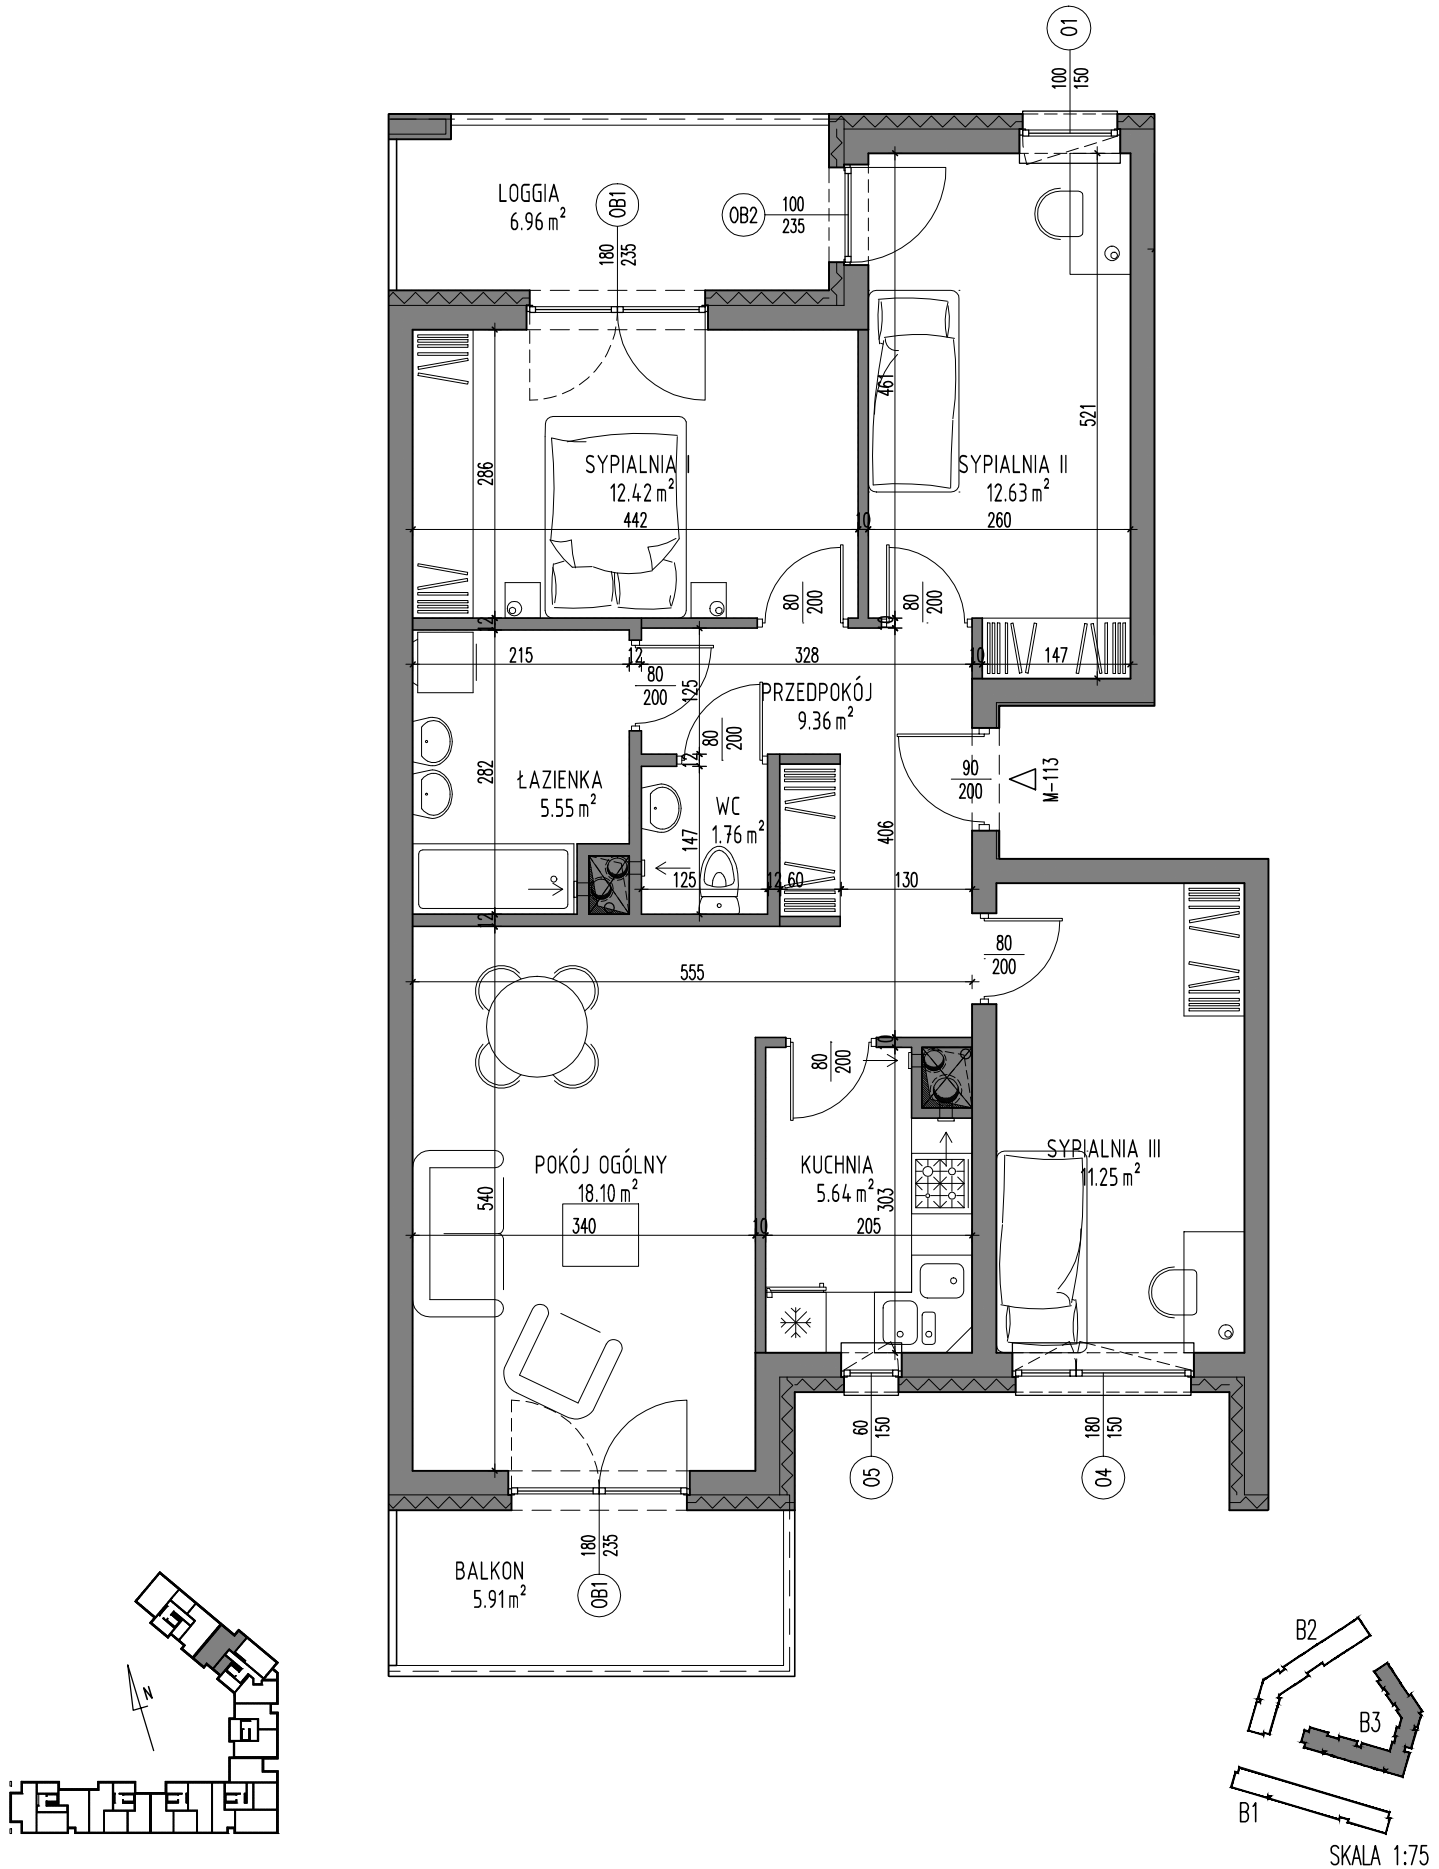 O1
100
150
LOGGIA
6.96 m²
OB1
180
235
OB2
100
235
461
521
286
SYPIALNIA I
12.42 m²
442
10
SYPIALNIA II
12.63 m²
260
80
200
80
200
12
10
215
12
328
10
147
80
200
125
PRZEDPOKÓJ
9.36 m²
80
200
12
90
200
M-113
282
ŁAZIENKA
5.55 m²
WC
1.76 m²
147
406
125
12
60
130
12
80
200
555
10
80
200
POKÓJ OGÓLNY
18.10 m²
KUCHNIA
5.64 m²
303
SYPIALNIA III
11.25 m²
540
340
10
205
60
150
O5
180
150
O4
180
235
OB1
BALKON
5.91 m²
N
B2
B3
B1
SKALA 1:75